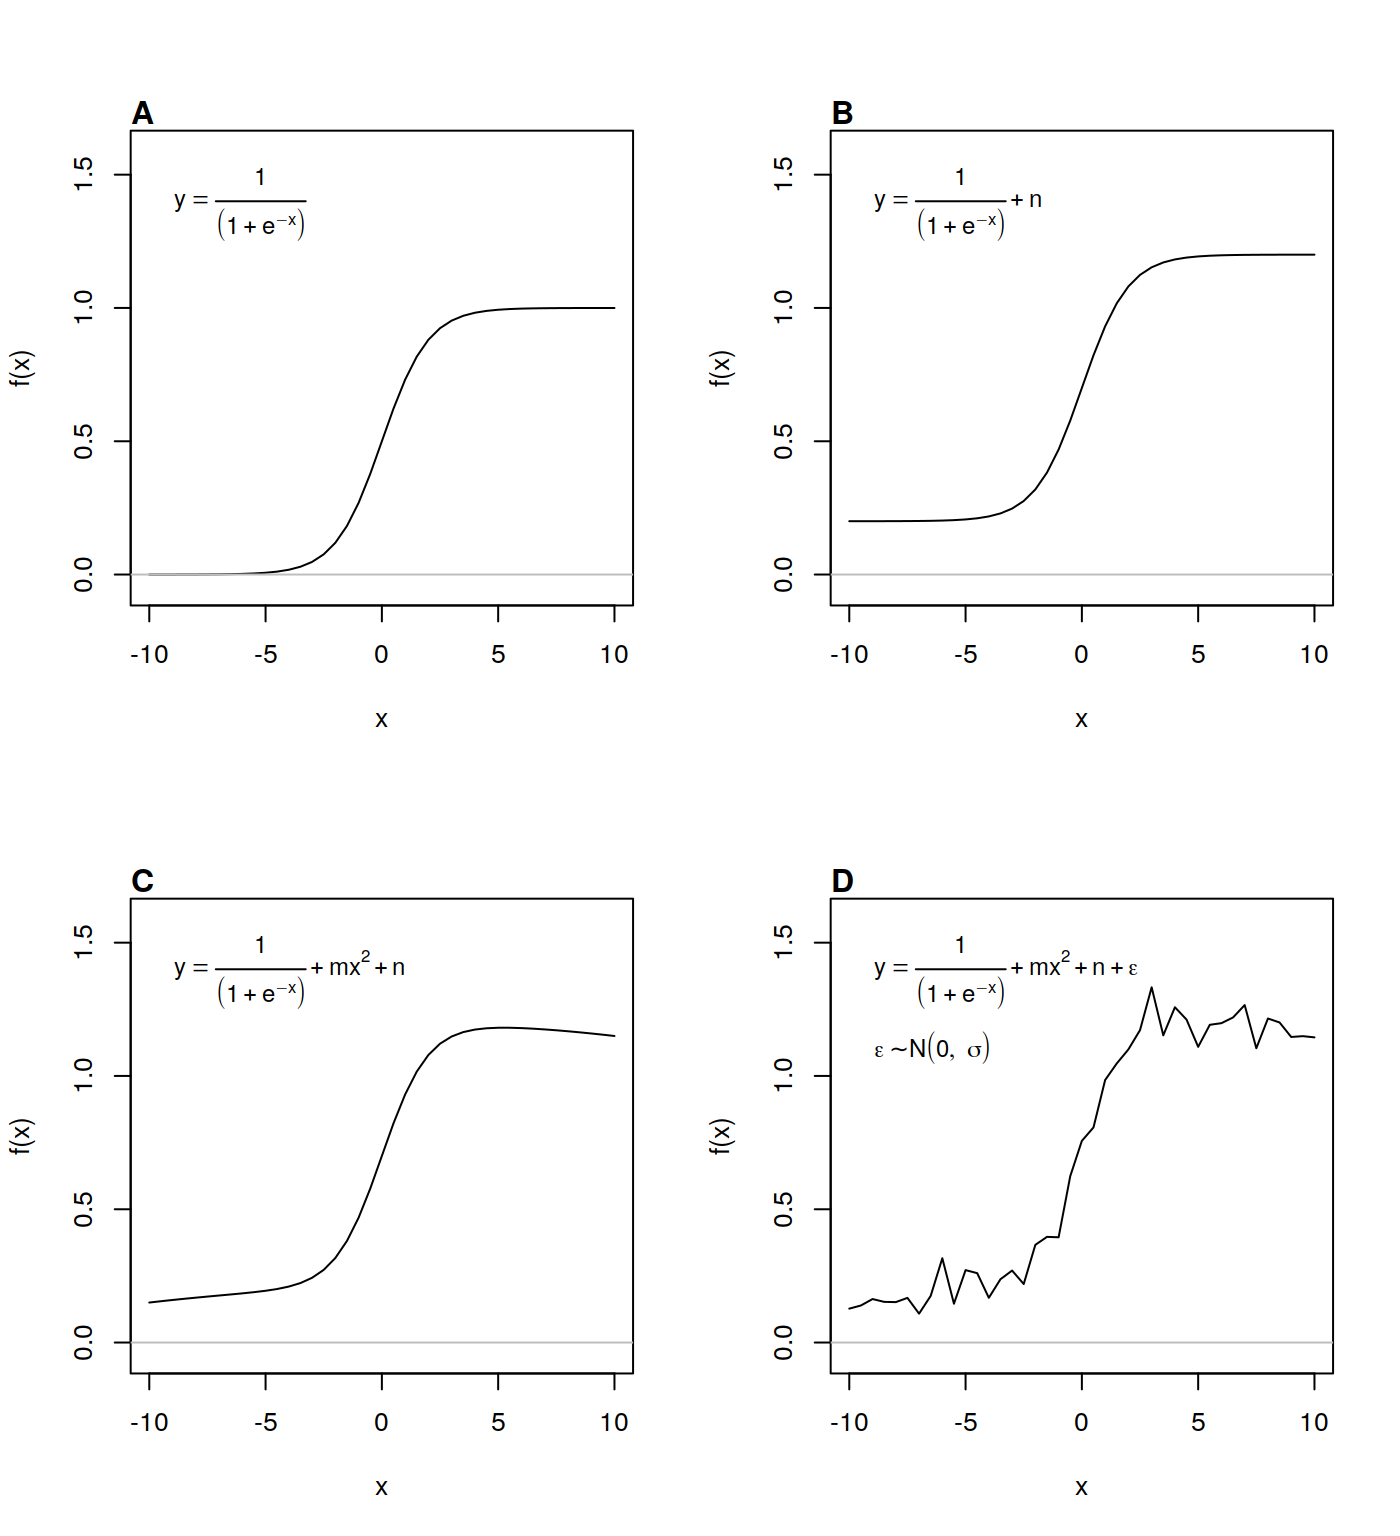 A
y = 1 / (1 + e^−x)
f(x)
1.5
1.0
0.5
0.0
-10 -5 0 5 10
x
B
y = 1 / (1 + e^−x) + n
f(x)
1.5
1.0
0.5
0.0
-10 -5 0 5 10
x
C
y = 1 / (1 + e^−x) + mx² + n
f(x)
1.5
1.0
0.5
0.0
-10 -5 0 5 10
x
D
y = 1 / (1 + e^−x) + mx² + n + ε
ε ~N(0, σ)
f(x)
1.5
1.0
0.5
0.0
-10 -5 0 5 10
x